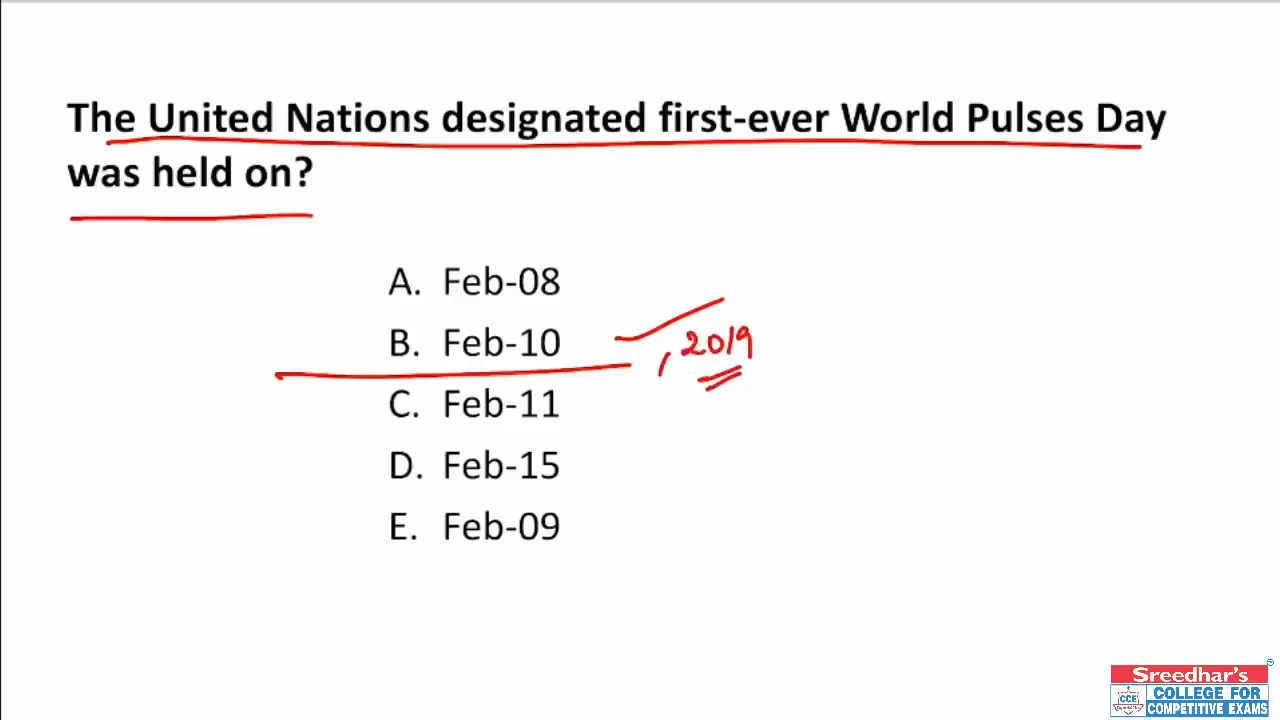 The United Nations designated first-ever World Pulses Day
was held on?
A. Feb-08
B. Feb-10
, 2019
C. Feb-11
D. Feb-15
E. Feb-09
Sreedhar's
CCE
COLLEGE FOR
COMPETITIVE EXAMS